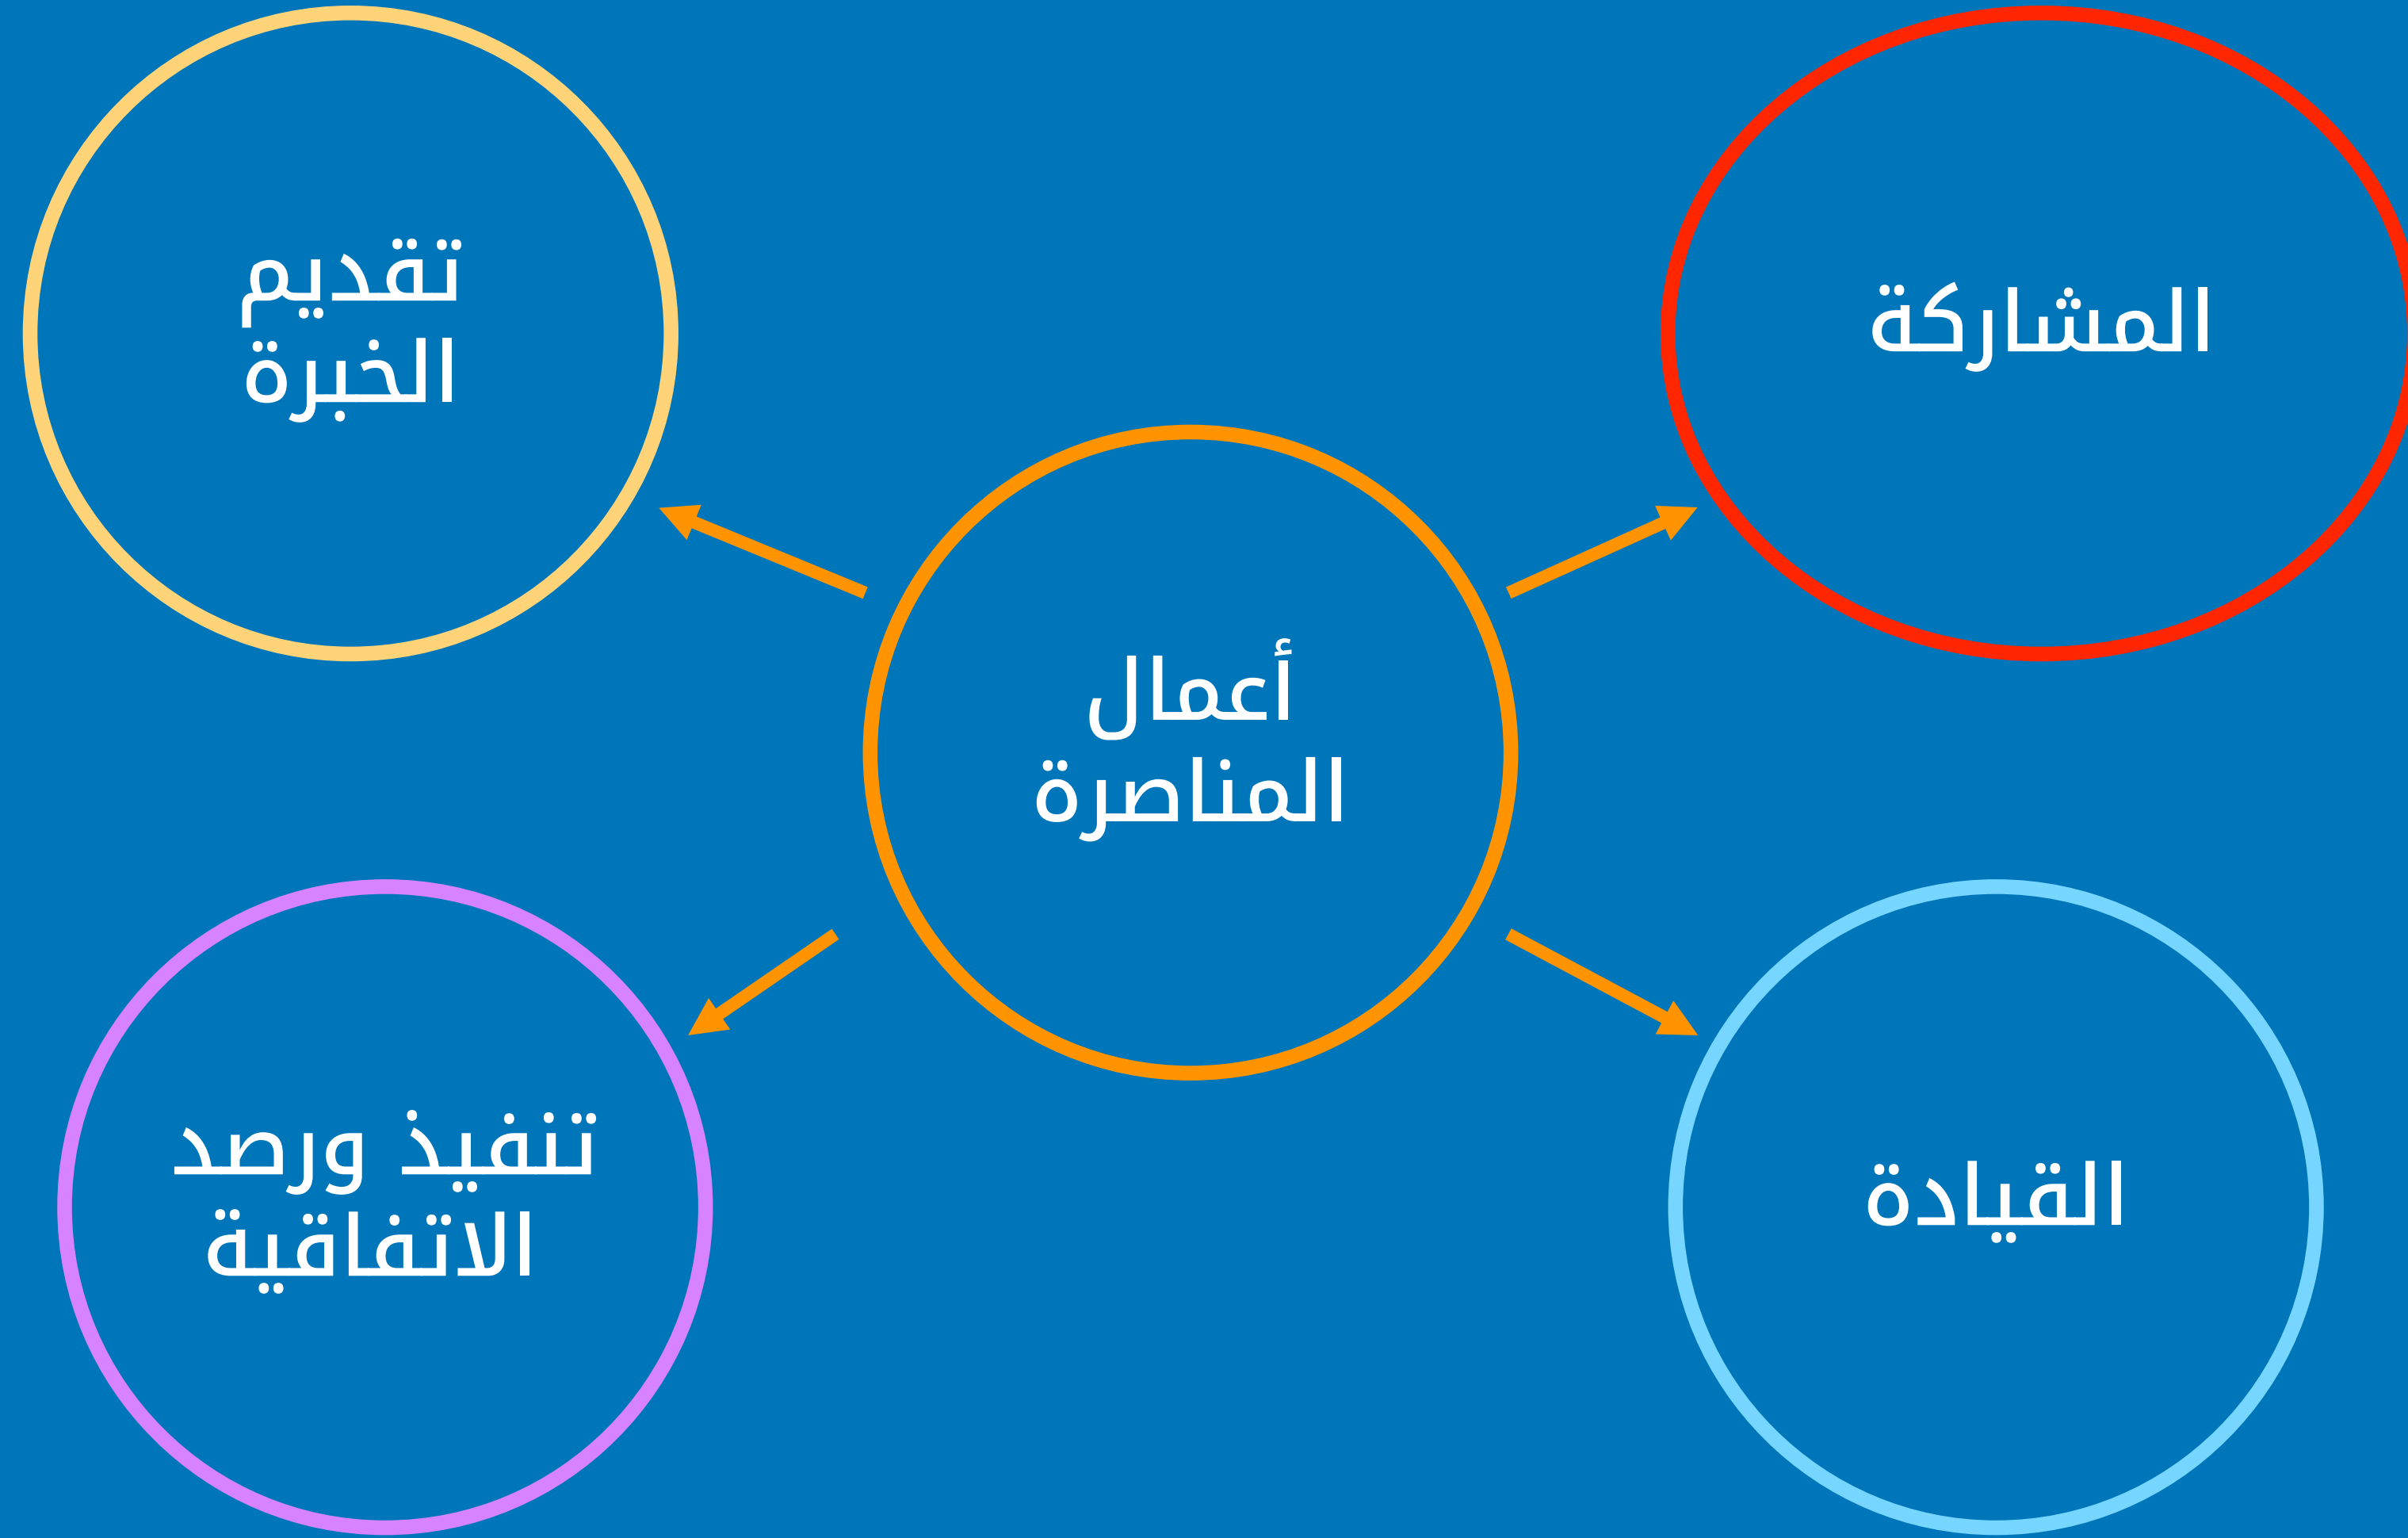 المشاركة
تقديم
الخبرة
أعمال
المناصرة
القيادة
تنفيذ ورصد
الاتفاقية